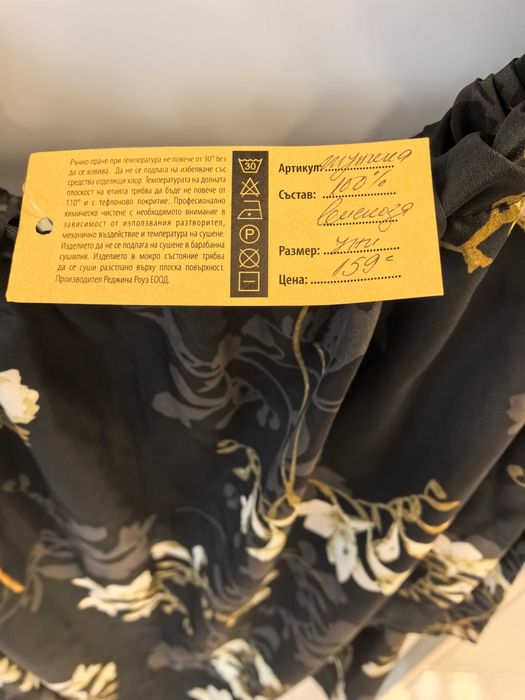 Ръчно пране при температура не повече от 30° без
да се извива. Да не се подлага на избелване със
средства отделящи хлор. Температурата на долната
плоскост на ютията трябва да бъде не повече от
110° и с тефлоново покритие. Професионално
химическо чистене с необходимото внимание в
зависимост от използвания разтворител,
механично въздействие и температура на сушене.
Изделието да не се подлага на сушене в барабанна
сушилня. Изделието в мокро състояние трябва
да се суши разстлано върху плоска повърхност.
Производител Реджина Роуз ЕООД.
30
P
Артикул:
Състав: 100%
Размер: уни
Цена: 159